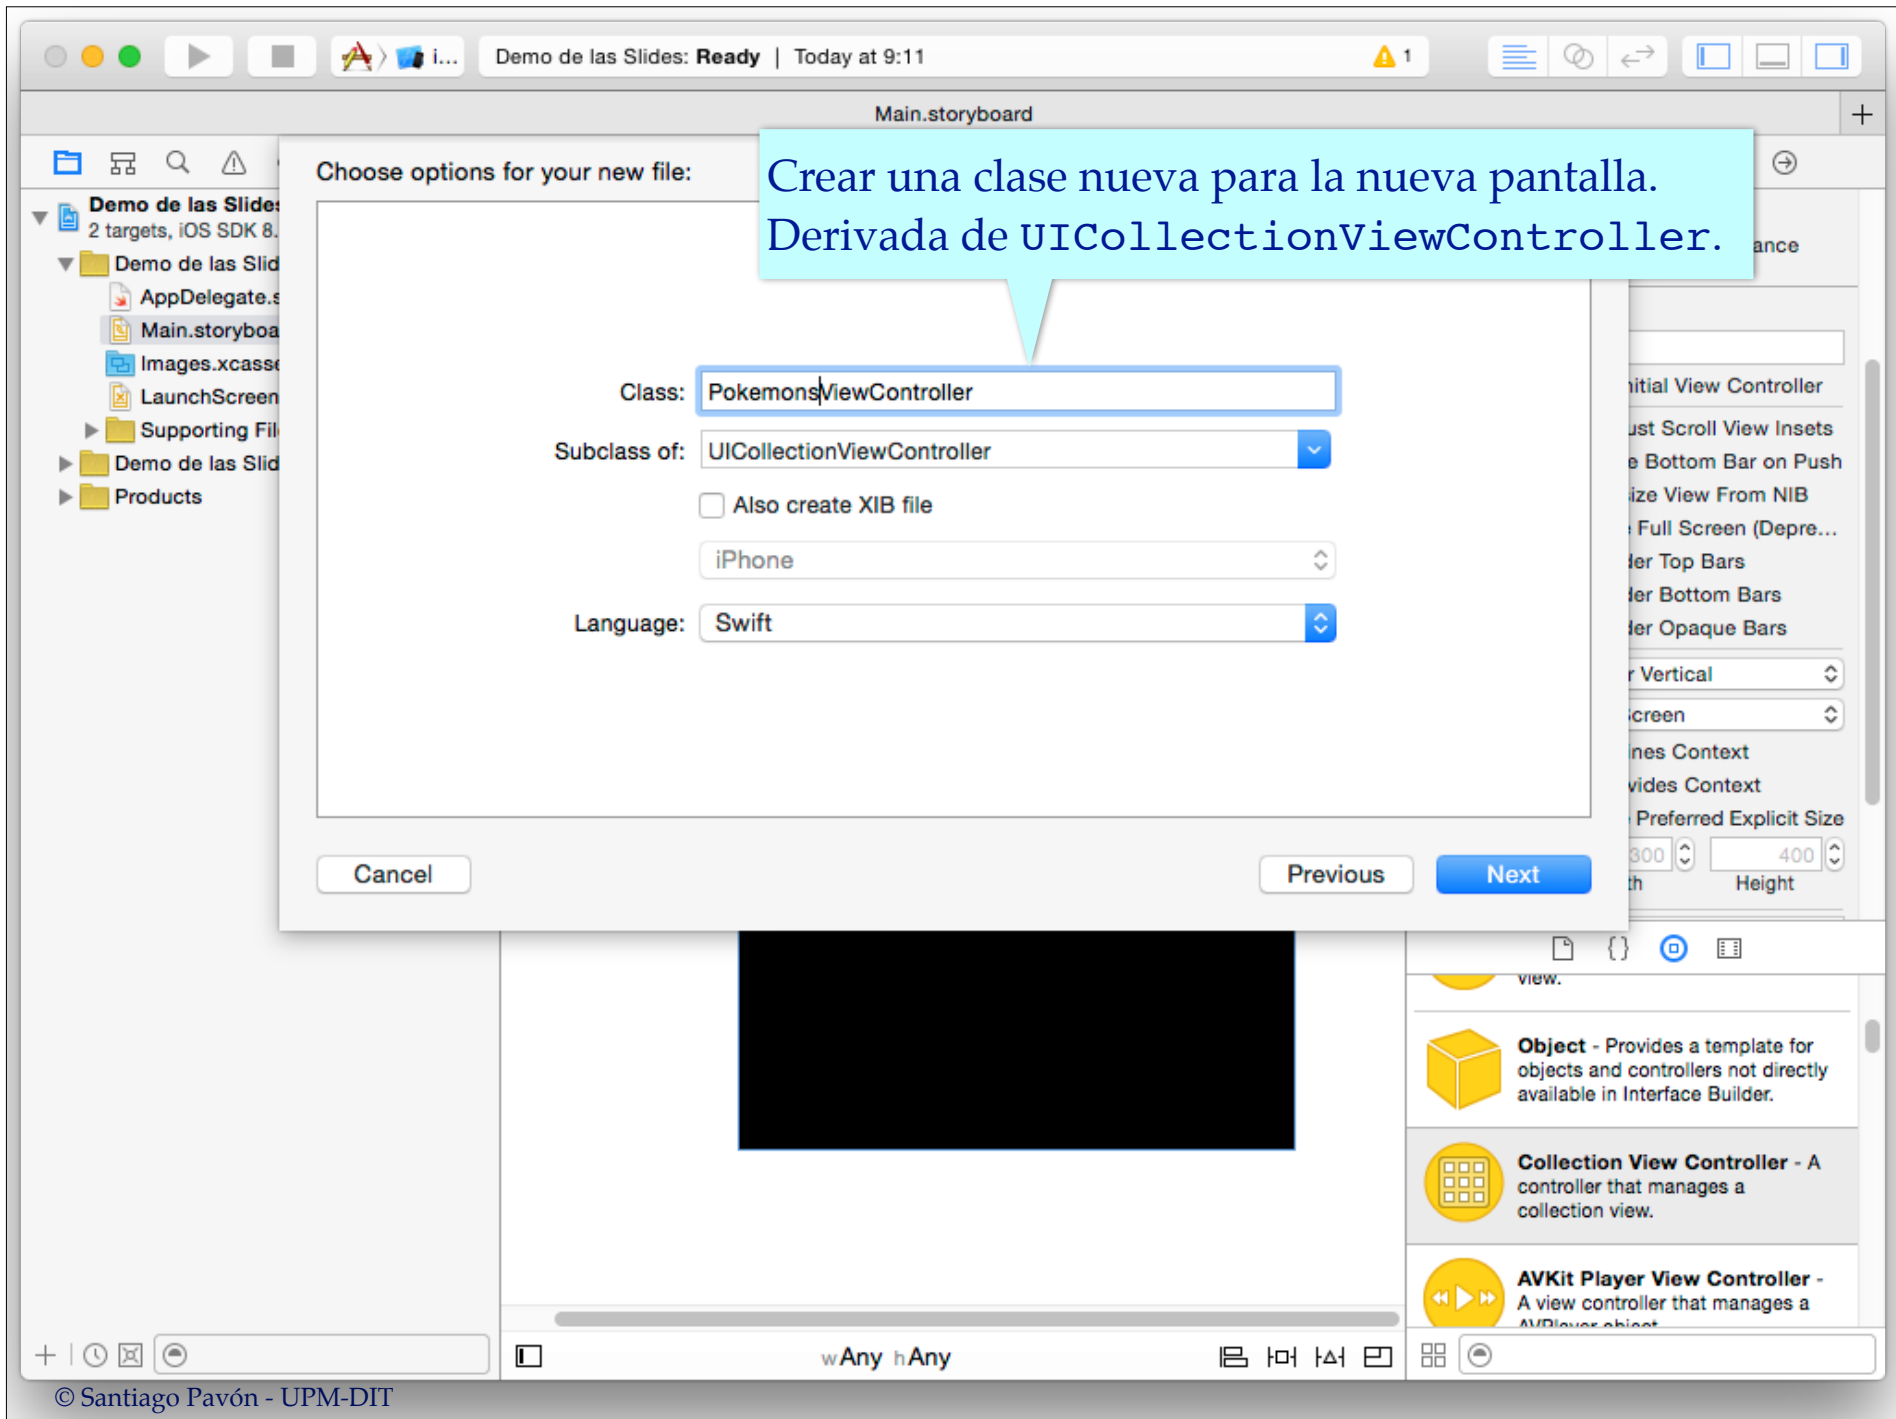 i...
Demo de las Slides: Ready | Today at 9:11
1
Main.storyboard
Choose options for your new file:
Crear una clase nueva para la nueva pantalla.
Derivada de UICollectionViewController.
Demo de las Slides
2 targets, iOS SDK 8.
Demo de las Slid
AppDelegate.s
Main.storyboa
Images.xcasse
LaunchScreen
Supporting Fil
Demo de las Slid
Products
Class: PokemonsViewController
Subclass of: UICollectionViewController
Also create XIB file
iPhone
Language: Swift
Cancel
Previous
Next
ance
nitial View Controller
ust Scroll View Insets
e Bottom Bar on Push
ize View From NIB
Full Screen (Depre...
der Top Bars
der Bottom Bars
der Opaque Bars
r Vertical
Screen
ines Context
vides Context
Preferred Explicit Size
300
400
th
Height
view.
Object - Provides a template for
objects and controllers not directly
available in Interface Builder.
Collection View Controller - A
controller that manages a
collection view.
AVKit Player View Controller -
A view controller that manages a
AVPlayer object.
wAny hAny
© Santiago Pavón - UPM-DIT